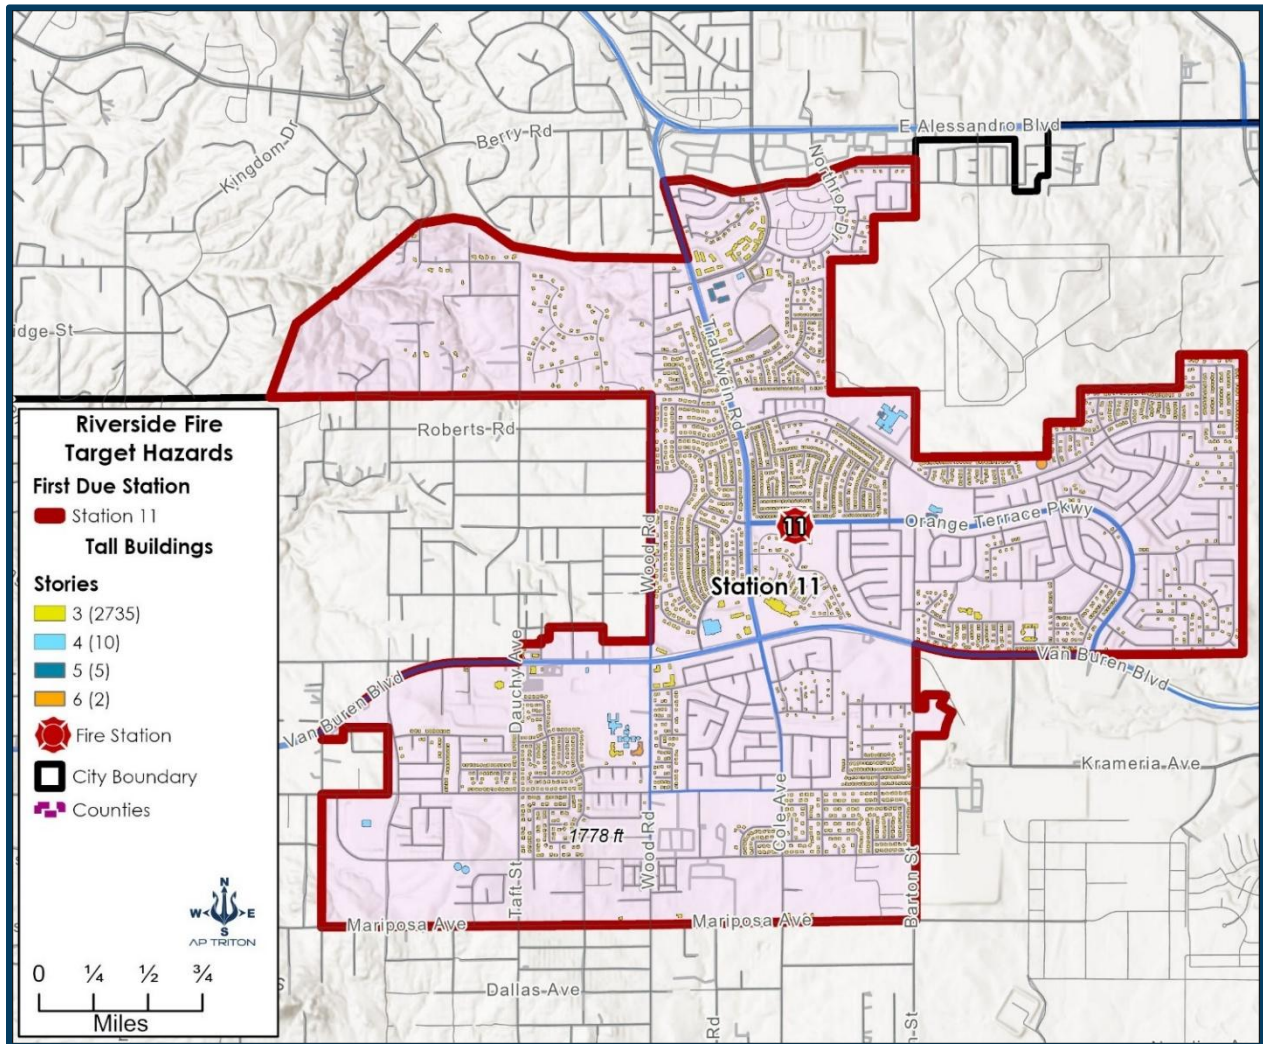 E Alessandro Blvd
Berry Rd
Kingdom Dr
Northrop Dr
idge St
Trautwein Rd
Roberts Rd
Riverside Fire
Target Hazards
First Due Station
Station 11
Tall Buildings
Stories
3 (2735)
4 (10)
5 (5)
6 (2)
Fire Station
City Boundary
Counties
N
W E
S
AP TRITON
0 ¼ ½ ¾
Miles
Wood Rd
11
Orange Terrace Pkwy
Station 11
Dauchy Ave
Van Buren Blvd
Van Buren Blvd
Krameria Ave
Cole Ave
1778 ft
Wood Rd
Taft St
Barton St
Mariposa Ave
Mariposa Ave
Dallas Ave
Rd
n-St